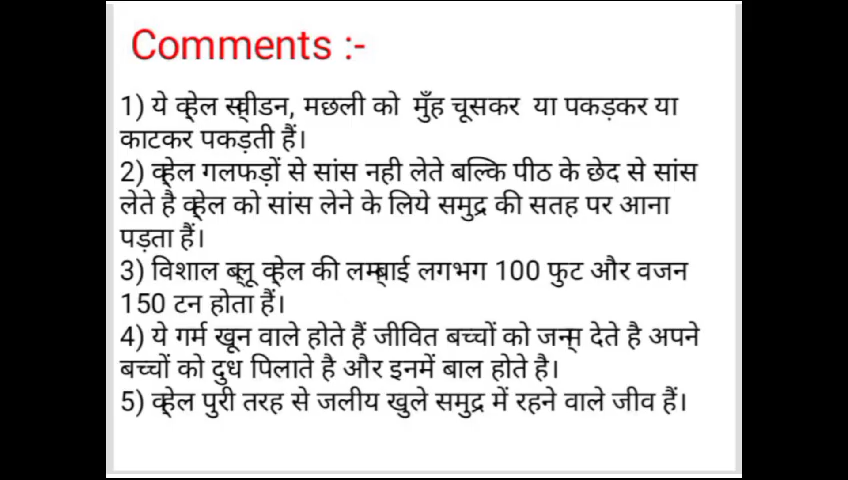 Comments :-
1) ये व्हेल स्वीडन, मछली को मुँह चूसकर या पकड़कर या
काटकर पकड़ती हैं।
2) व्हेल गलफड़ों से सांस नही लेते बल्कि पीठ के छेद से सांस
लेते है व्हेल को सांस लेने के लिये समुद्र की सतह पर आना
पड़ता हैं।
3) विशाल ब्लू व्हेल की लम्बाई लगभग 100 फुट और वजन
150 टन होता हैं।
4) ये गर्म खून वाले होते हैं जीवित बच्चों को जन्म देते है अपने
बच्चों को दुध पिलाते है और इनमें बाल होते है।
5) व्हेल पुरी तरह से जलीय खुले समुद्र में रहने वाले जीव हैं।